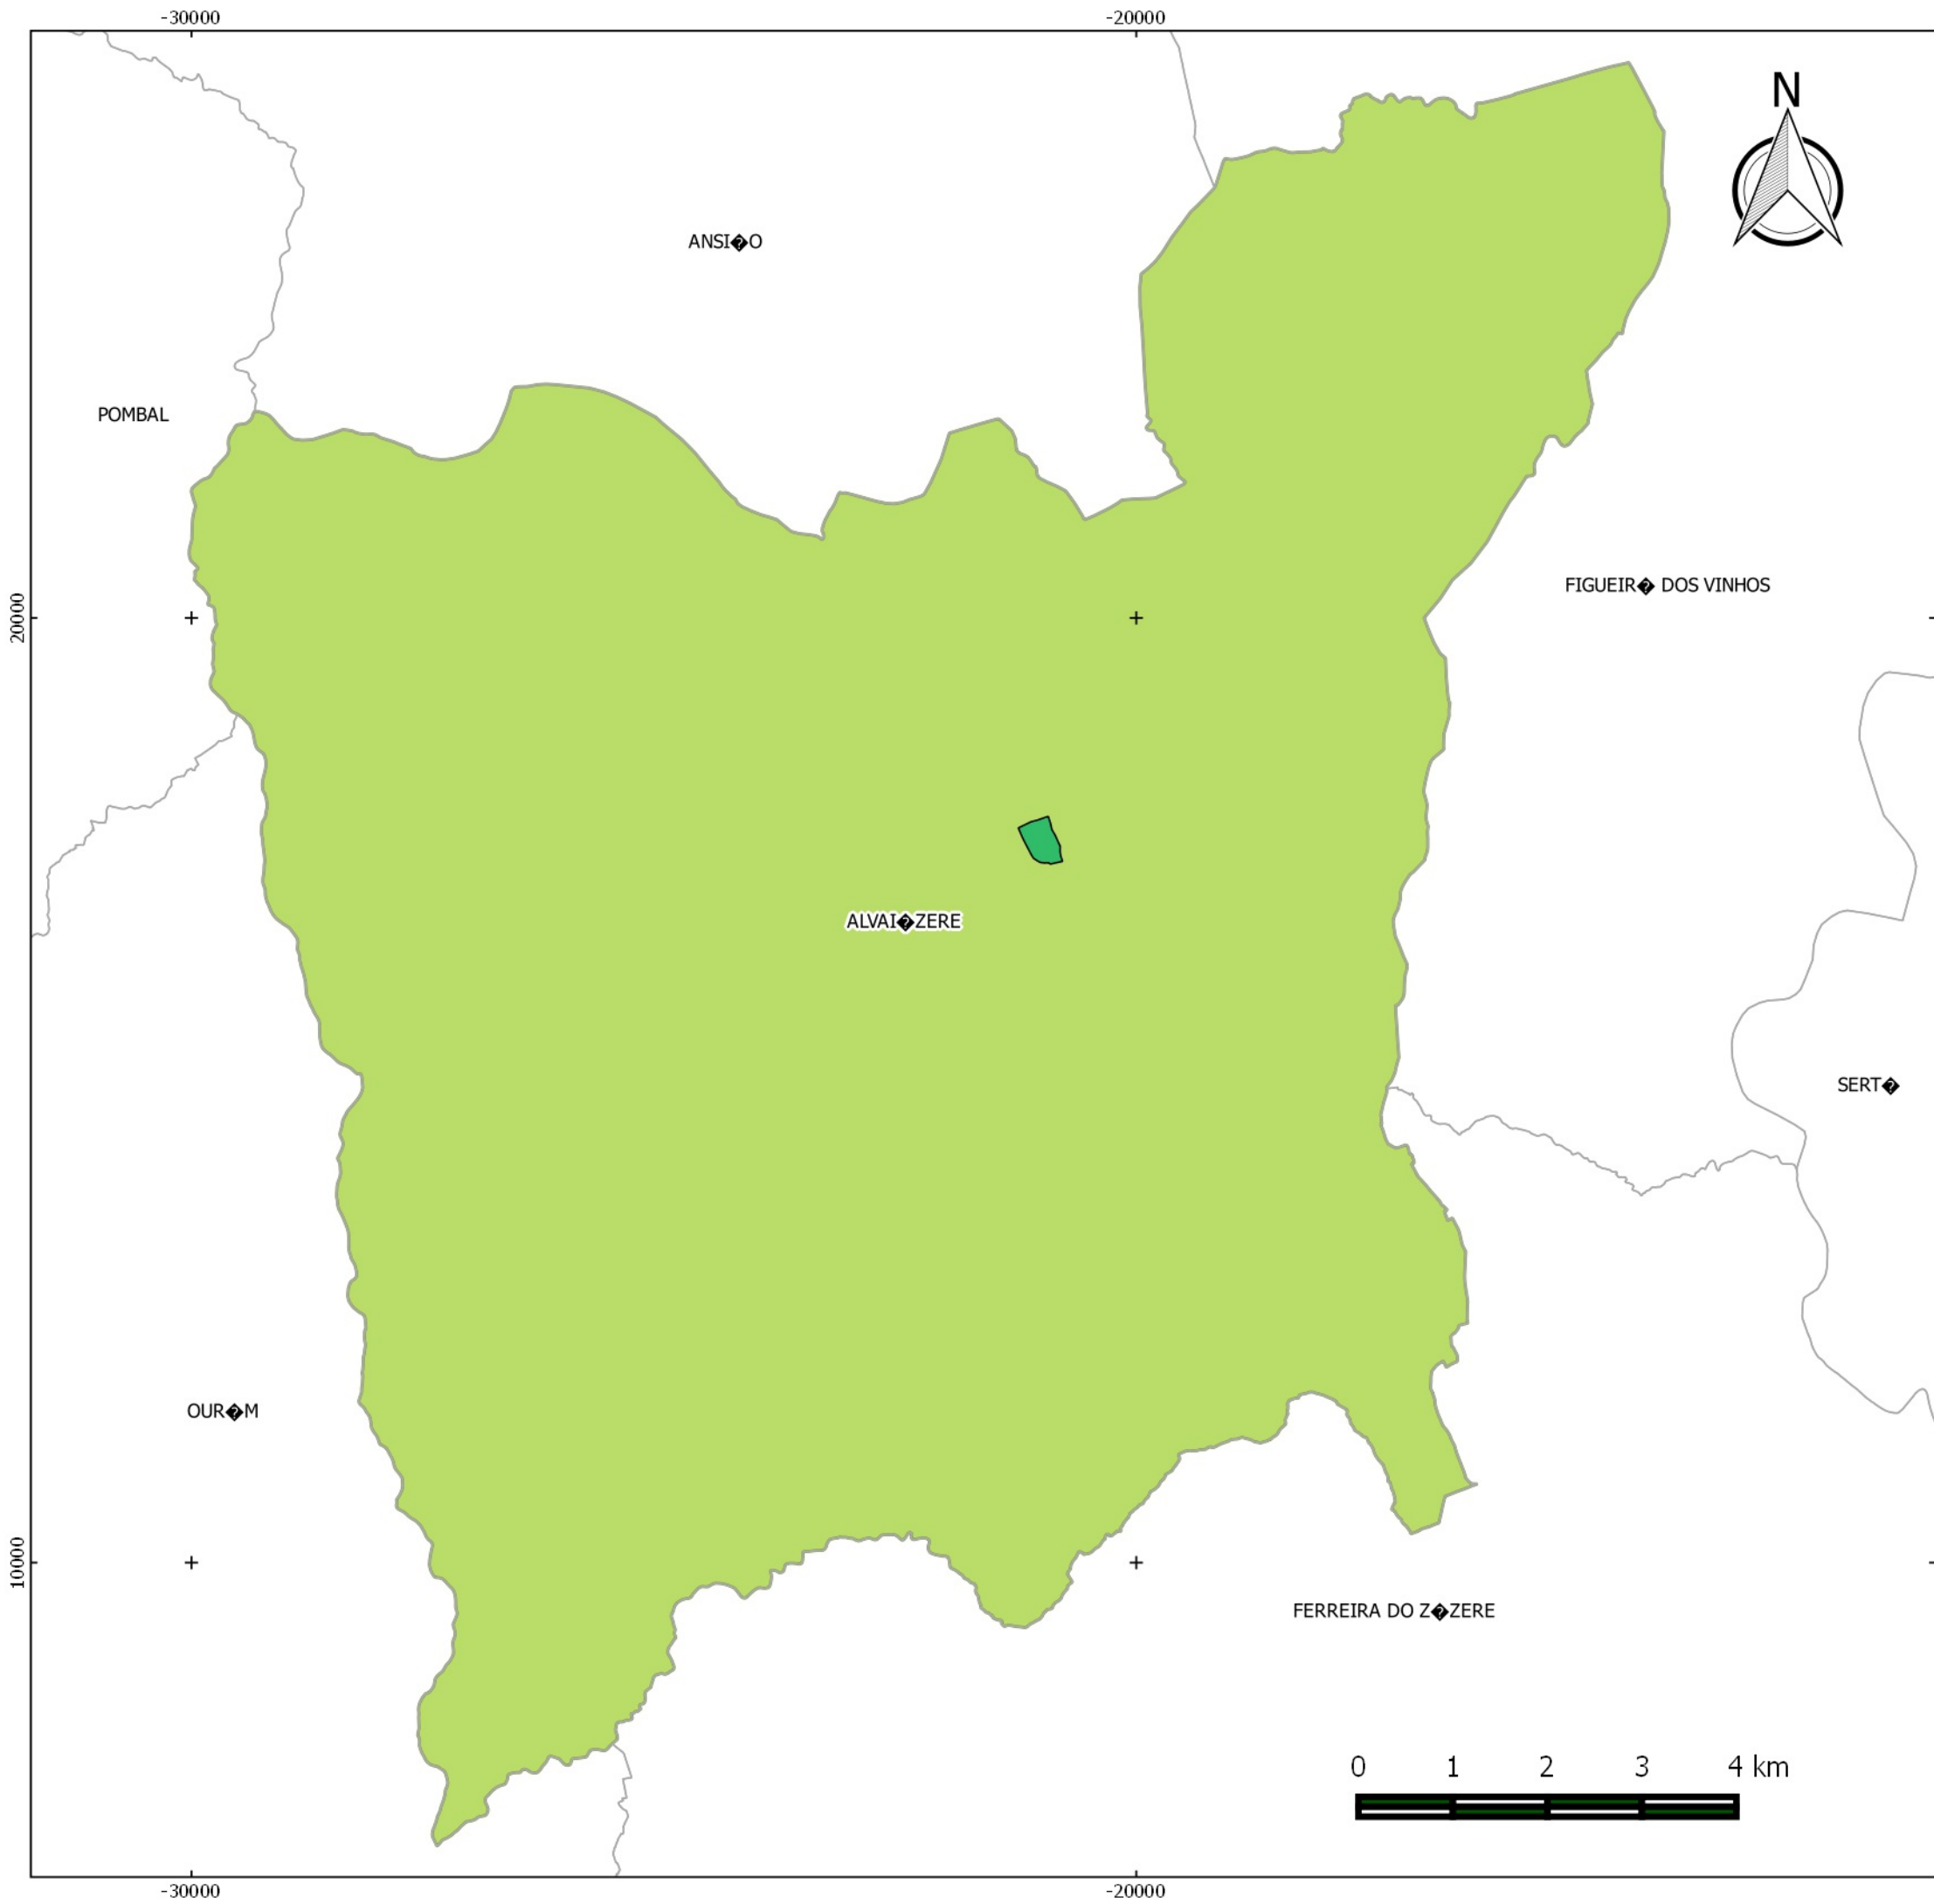 -30000 -20000
N
ANSI�O
POMBAL
FIGUEIR� DOS VINHOS
20000
ALVAI�ZERE
SERT�
OUR�M
10000
FERREIRA DO Z�ZERE
0 1 2 3 4 km
-30000 -20000